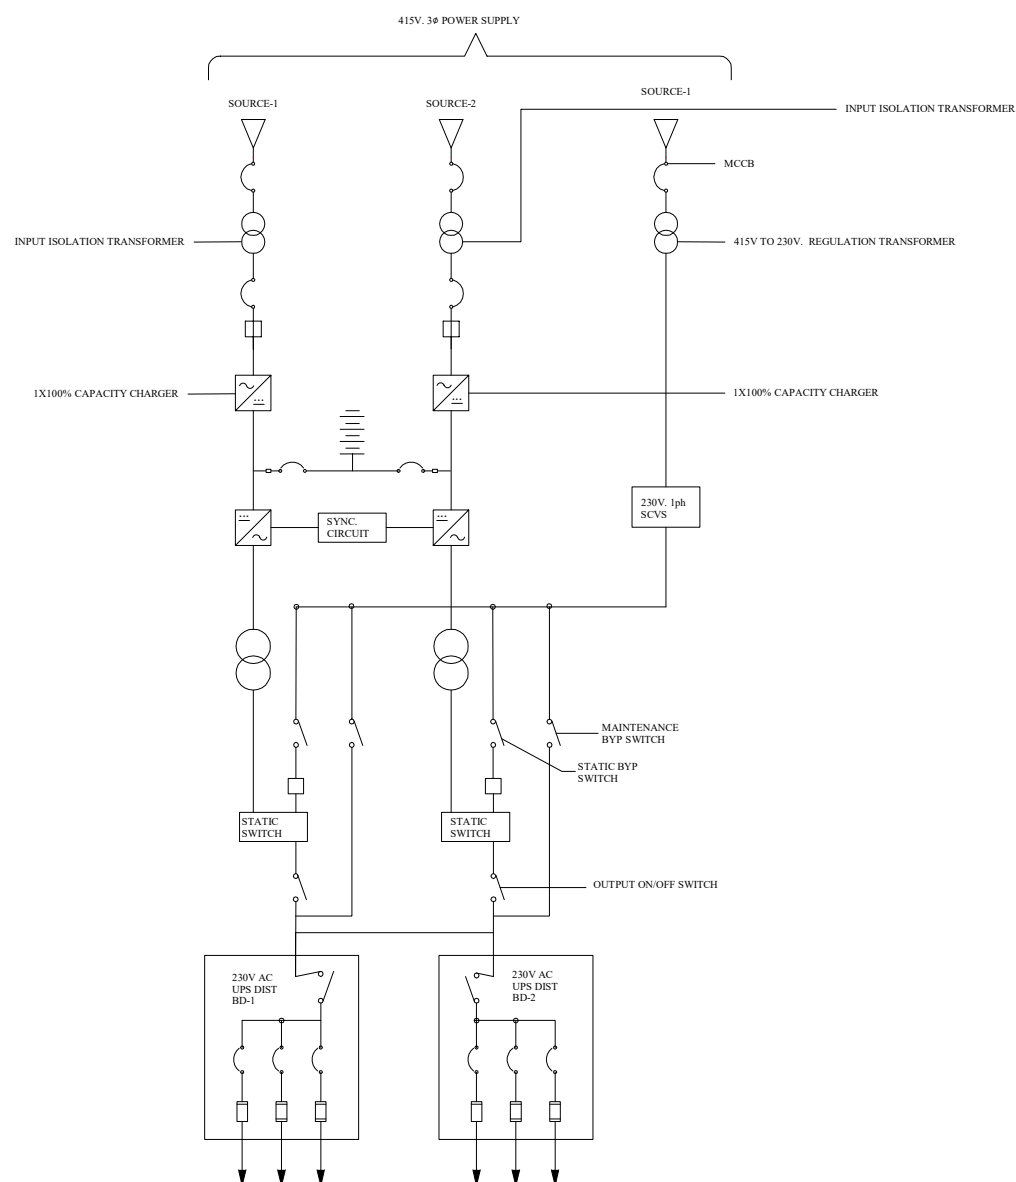 415V. 3ø POWER SUPPLY
SOURCE-1
SOURCE-2
SOURCE-1
INPUT ISOLATION TRANSFORMER
MCCB
INPUT ISOLATION TRANSFORMER
415V TO 230V. REGULATION TRANSFORMER
1X100% CAPACITY CHARGER
1X100% CAPACITY CHARGER
230V. 1ph
SCVS
SYNC.
CIRCUIT
MAINTENANCE
BYP SWITCH
STATIC BYP
SWITCH
STATIC
SWITCH
STATIC
SWITCH
OUTPUT ON/OFF SWITCH
230V AC
UPS DIST
BD-1
230V AC
UPS DIST
BD-2